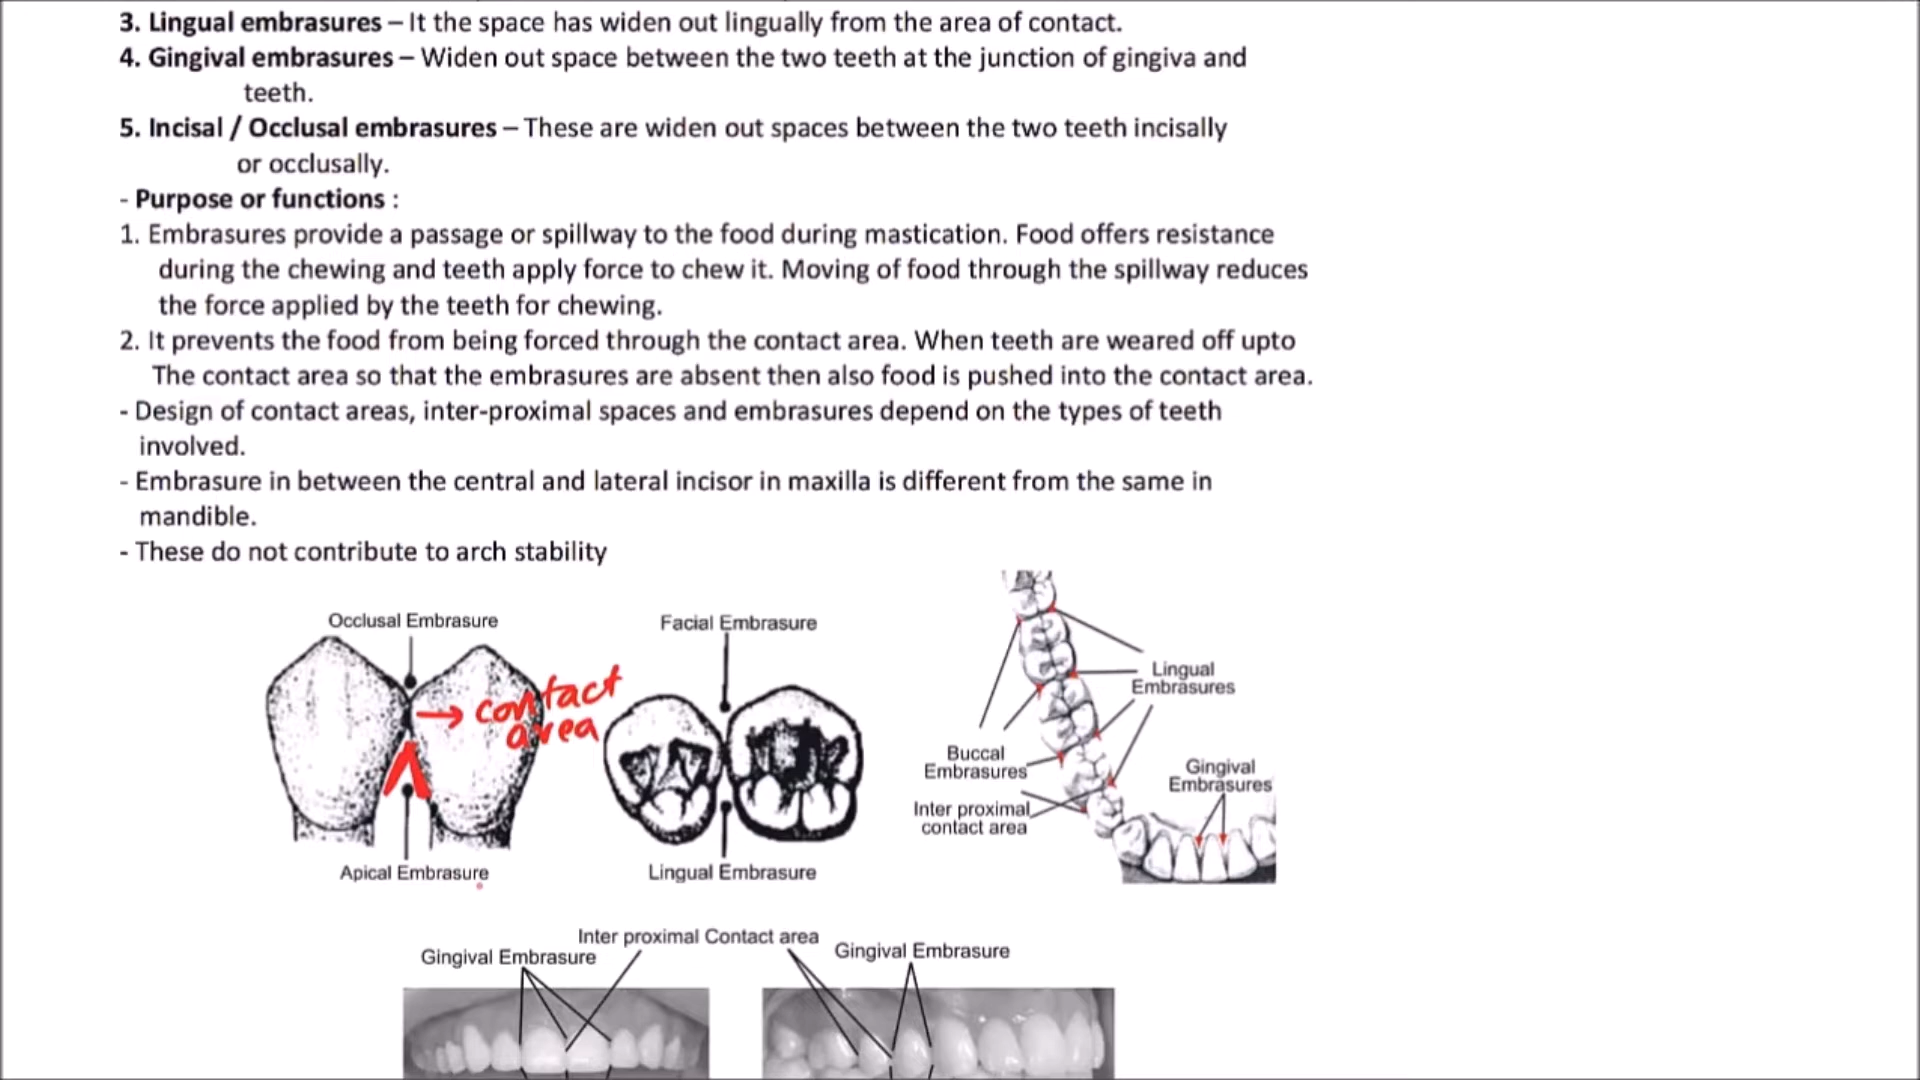 3. Lingual embrasures – It the space has widen out lingually from the area of contact.
4. Gingival embrasures – Widen out space between the two teeth at the junction of gingiva and
teeth.
5. Incisal / Occlusal embrasures – These are widen out spaces between the two teeth incisally
or occlusally.
- Purpose or functions :
1. Embrasures provide a passage or spillway to the food during mastication. Food offers resistance
during the chewing and teeth apply force to chew it. Moving of food through the spillway reduces
the force applied by the teeth for chewing.
2. It prevents the food from being forced through the contact area. When teeth are weared off upto
The contact area so that the embrasures are absent then also food is pushed into the contact area.
- Design of contact areas, inter-proximal spaces and embrasures depend on the types of teeth
involved.
- Embrasure in between the central and lateral incisor in maxilla is different from the same in
mandible.
- These do not contribute to arch stability
Occlusal Embrasure
contact
area
Apical Embrasure
Facial Embrasure
Lingual Embrasure
Lingual
Embrasures
Buccal
Embrasures
Inter proximal
contact area
Gingival
Embrasures
Inter proximal Contact area
Gingival Embrasure
Gingival Embrasure